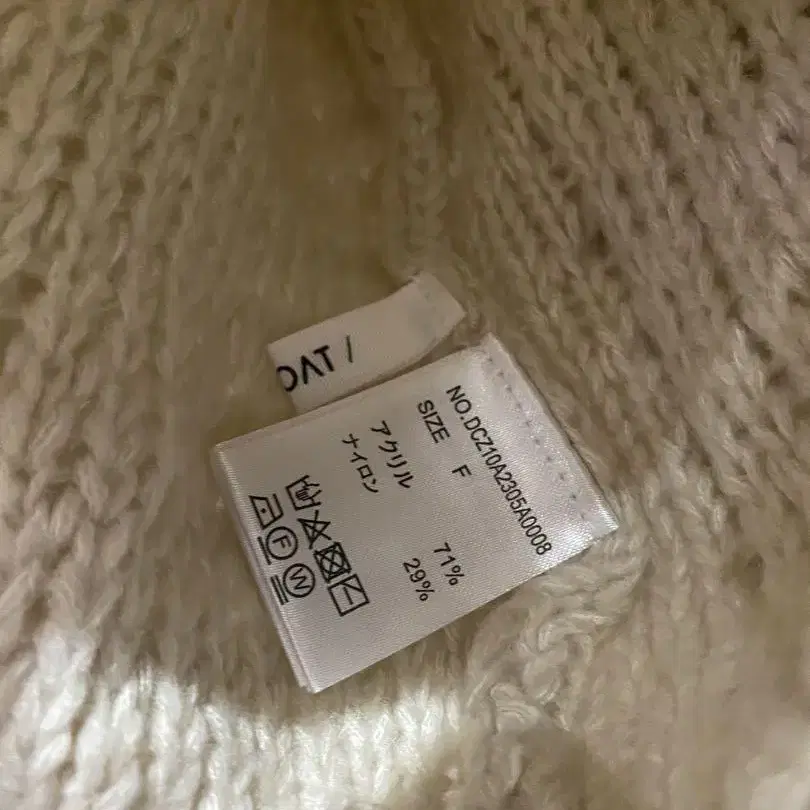 OAT /
NO.DCZ10A2305A0008
SIZE F
アクリル 71%
ナイロン 29%